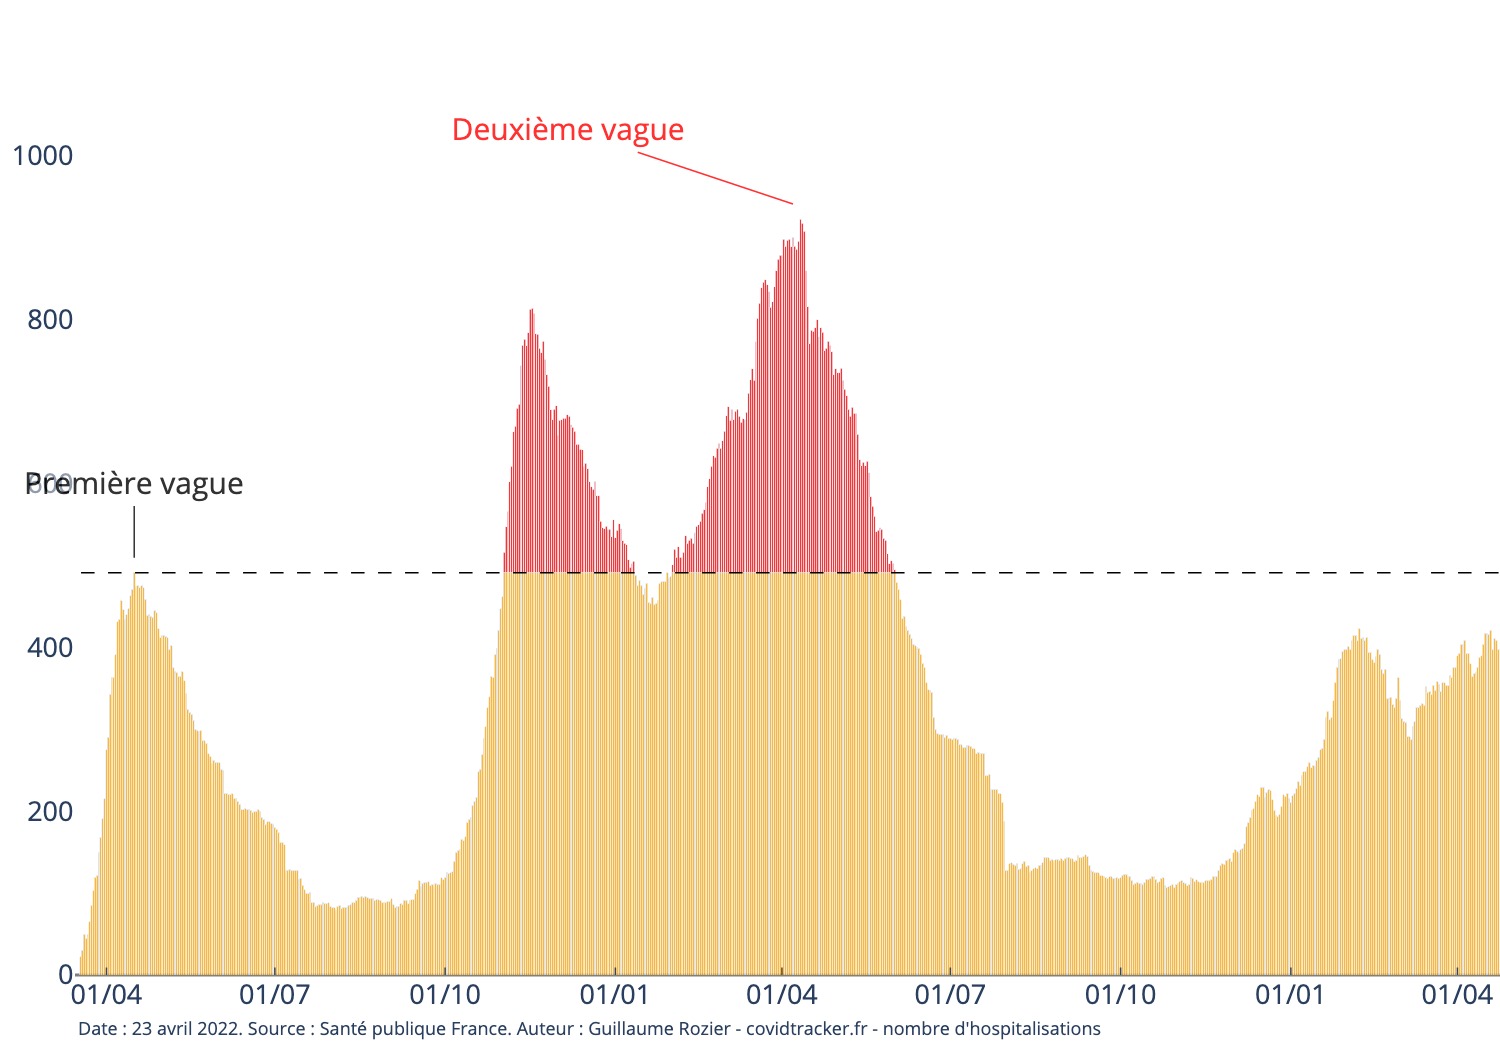 Deuxième vague
1000
800
600
Première vague
400
200
0
01/04 01/07 01/10 01/01 01/04 01/07 01/10 01/01 01/04
Date : 23 avril 2022. Source : Santé publique France. Auteur : Guillaume Rozier - covidtracker.fr - nombre d'hospitalisations